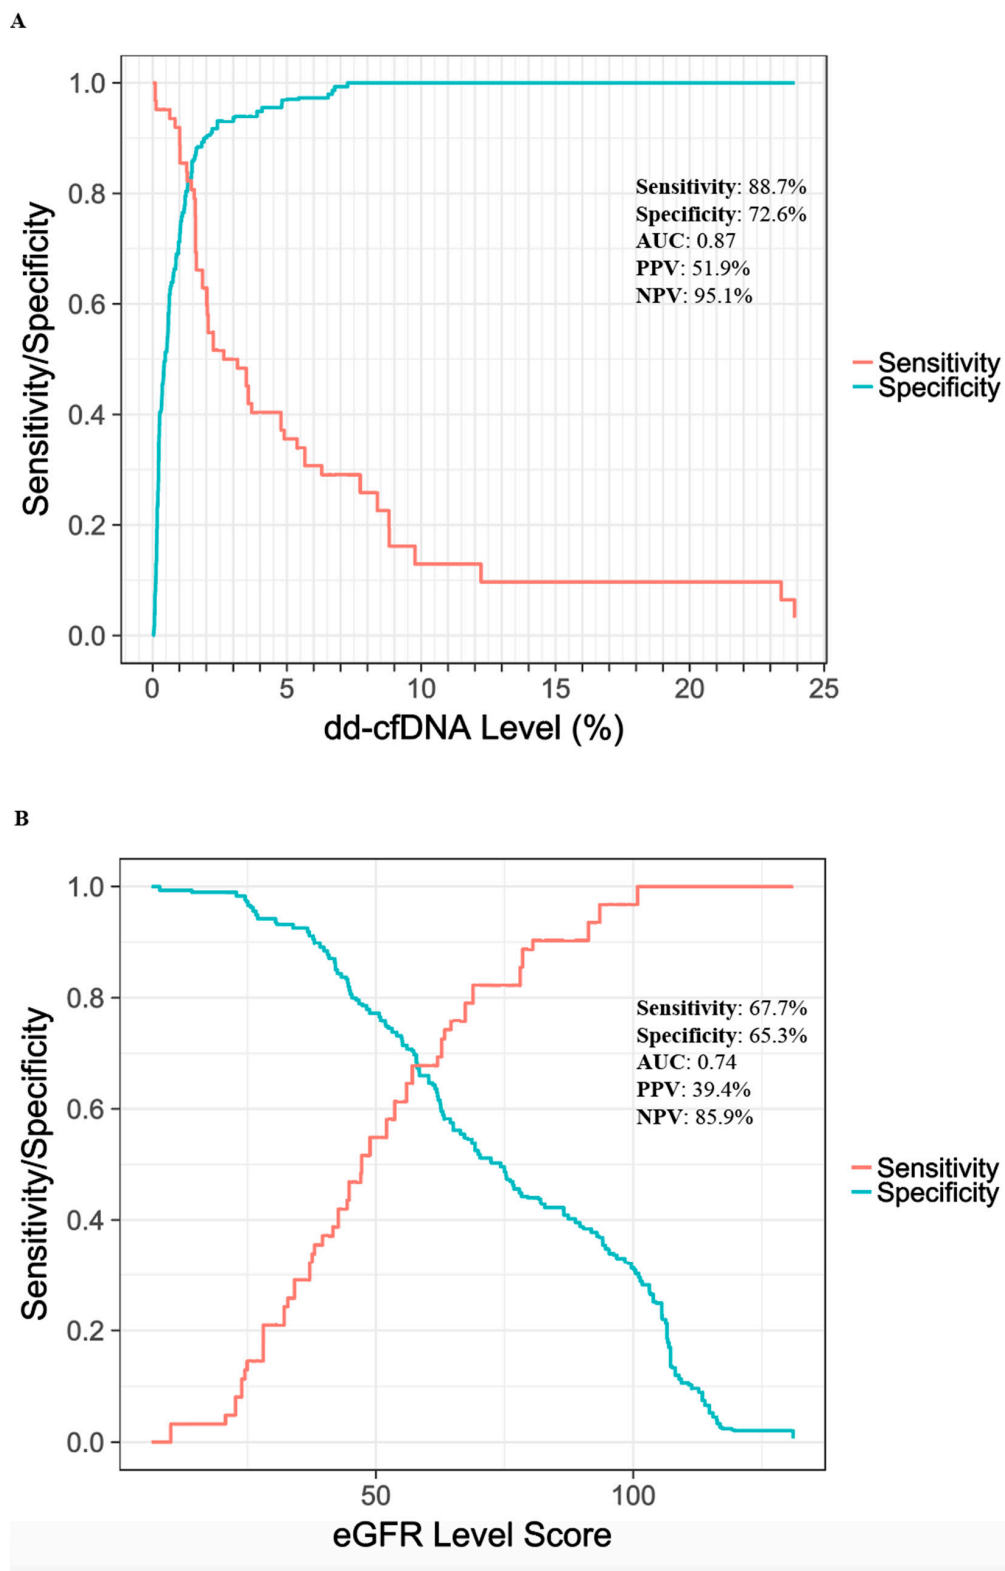 A
Sensitivity/Specificity
1.0
0.8
0.6
0.4
0.2
0.0
0 5 10 15 20 25
dd-cfDNA Level (%)
Sensitivity: 88.7%
Specificity: 72.6%
AUC: 0.87
PPV: 51.9%
NPV: 95.1%
Sensitivity
Specificity
B
Sensitivity/Specificity
1.0
0.8
0.6
0.4
0.2
0.0
50 100
eGFR Level Score
Sensitivity: 67.7%
Specificity: 65.3%
AUC: 0.74
PPV: 39.4%
NPV: 85.9%
Sensitivity
Specificity